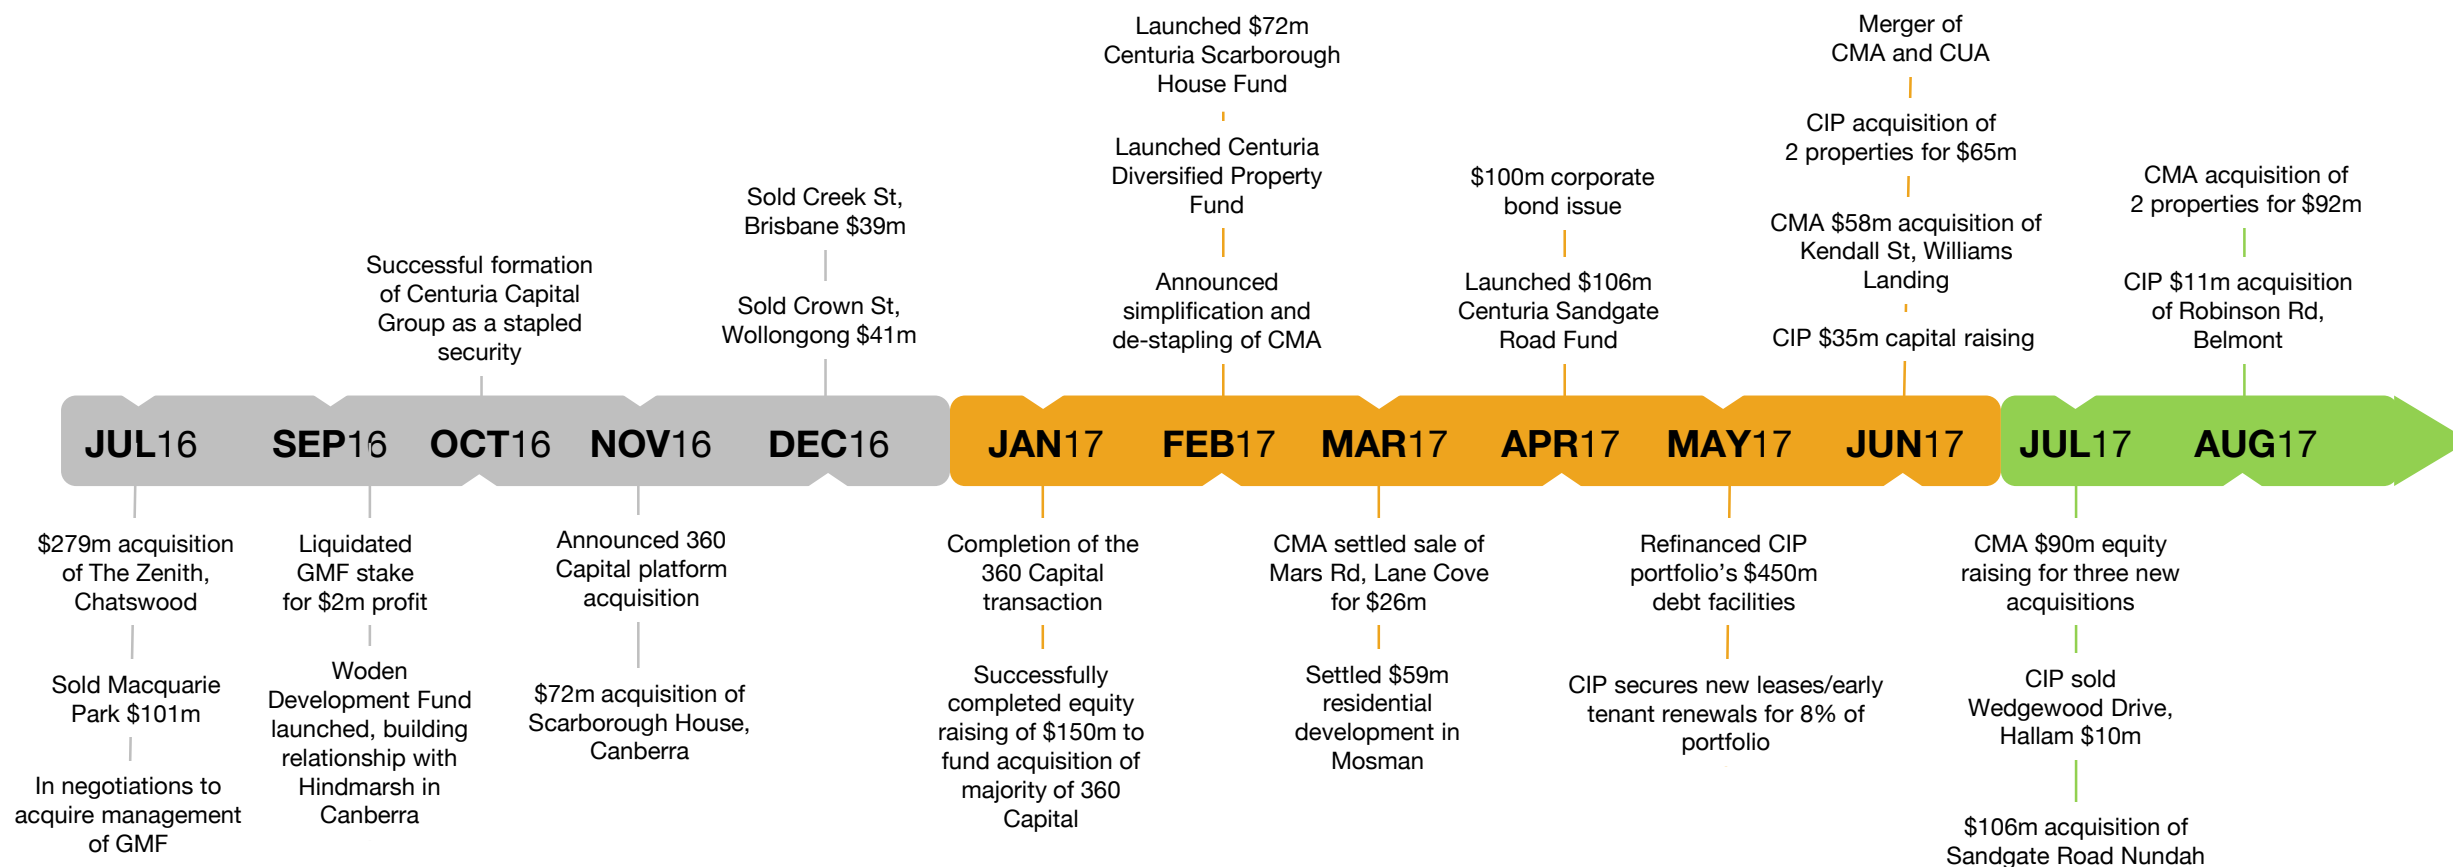 Launched $72m
Centuria Scarborough
House Fund
Launched Centuria
Diversified Property
Fund
Announced
simplification and
de-stapling of CMA
Merger of
CMA and CUA
CIP acquisition of
2 properties for $65m
CMA $58m acquisition of
Kendall St, Williams
Landing
CIP $35m capital raising
Sold Creek St,
Brisbane $39m
Sold Crown St,
Wollongong $41m
$100m corporate
bond issue
Launched $106m
Centuria Sandgate
Road Fund
CMA acquisition of
2 properties for $92m
CIP $11m acquisition
of Robinson Rd,
Belmont
Successful formation
of Centuria Capital
Group as a stapled
security
JUL16 SEP16 OCT16 NOV16 DEC16 JAN17 FEB17 MAR17 APR17 MAY17 JUN17 JUL17 AUG17
$279m acquisition
of The Zenith,
Chatswood
Sold Macquarie
Park $101m
In negotiations to
acquire management
of GMF
Liquidated
GMF stake
for $2m profit
Woden
Development Fund
launched, building
relationship with
Hindmarsh in
Canberra
Announced 360
Capital platform
acquisition
$72m acquisition of
Scarborough House,
Canberra
Completion of the
360 Capital
transaction
Successfully
completed equity
raising of $150m to
fund acquisition of
majority of 360
Capital
CMA settled sale of
Mars Rd, Lane Cove
for $26m
Settled $59m
residential
development in
Mosman
Refinanced CIP
portfolio’s $450m
debt facilities
CIP secures new leases/early
tenant renewals for 8% of
portfolio
CMA $90m equity
raising for three new
acquisitions
CIP sold
Wedgewood Drive,
Hallam $10m
$106m acquisition of
Sandgate Road Nundah